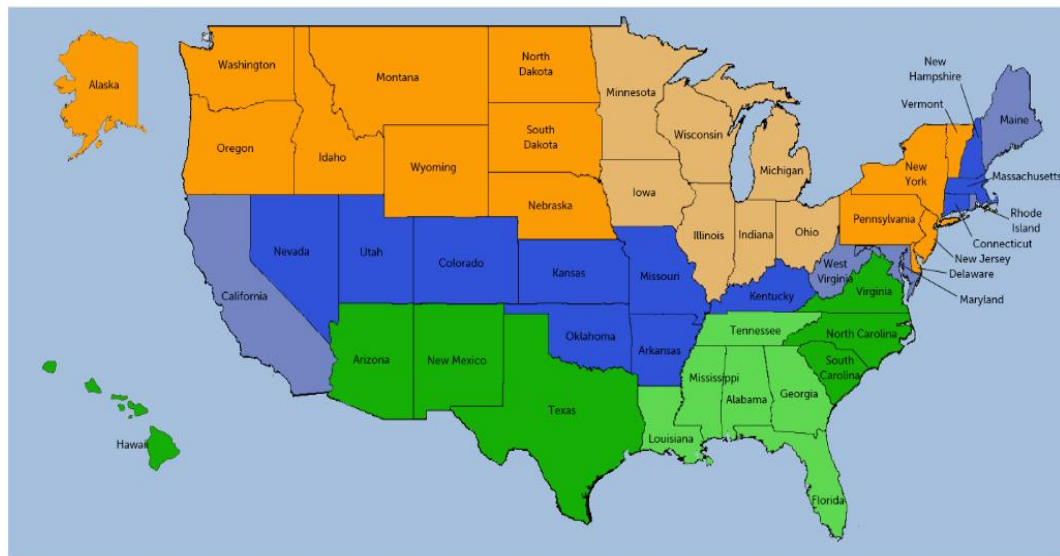 Alaska
Washington
Montana
North
Dakota
Minnesota
New
Hampshire
Vermont
Maine
Oregon
Idaho
Wyoming
South
Dakota
Wisconsin
Michigan
New
York
Massachusetts
Nebraska
Iowa
Illinois
Indiana
Ohio
Pennsylvania
Rhode
Island
Connecticut
New Jersey
Delaware
Maryland
Nevada
Utah
Colorado
Kansas
Missouri
West
Virginia
Kentucky
Virginia
California
Arizona
New Mexico
Oklahoma
Arkansas
Tennessee
North Carolina
South
Carolina
Mississippi
Alabama
Georgia
Texas
Louisiana
Florida
Hawaii